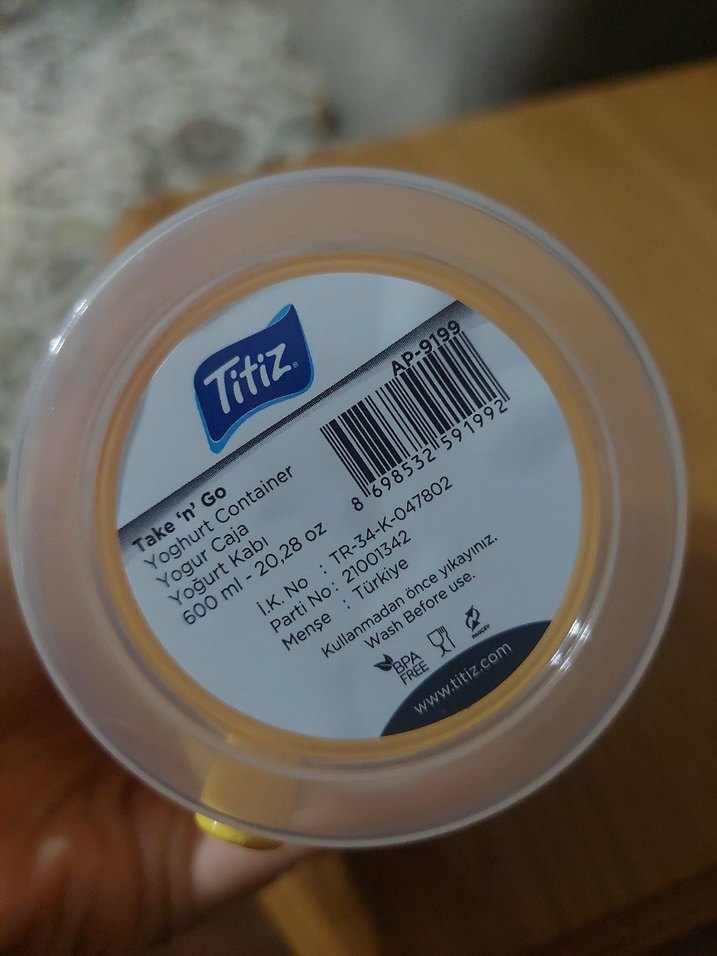 Titiz®
AP-9199
8 698532 591992
Take 'n' Go
Yoghurt Container
Yogur Caja
Yoğurt Kabı
600 ml - 20,28 oz
I.K. No : TR-34-K-047802
Parti No : 21001342
Menşe : Türkiye
Kullanmadan önce yıkayınız.
Wash Before use.
BPA
FREE
www.titiz.com